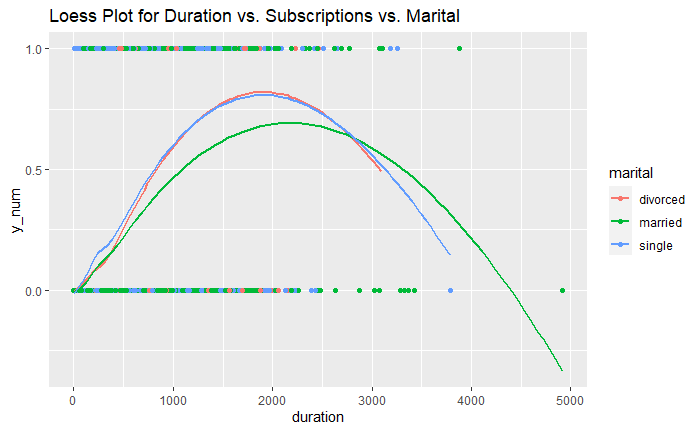 Loess Plot for Duration vs. Subscriptions vs. Marital
1.0
0.5
0.0
y_num
0
1000
2000
3000
4000
5000
duration
marital
divorced
married
single